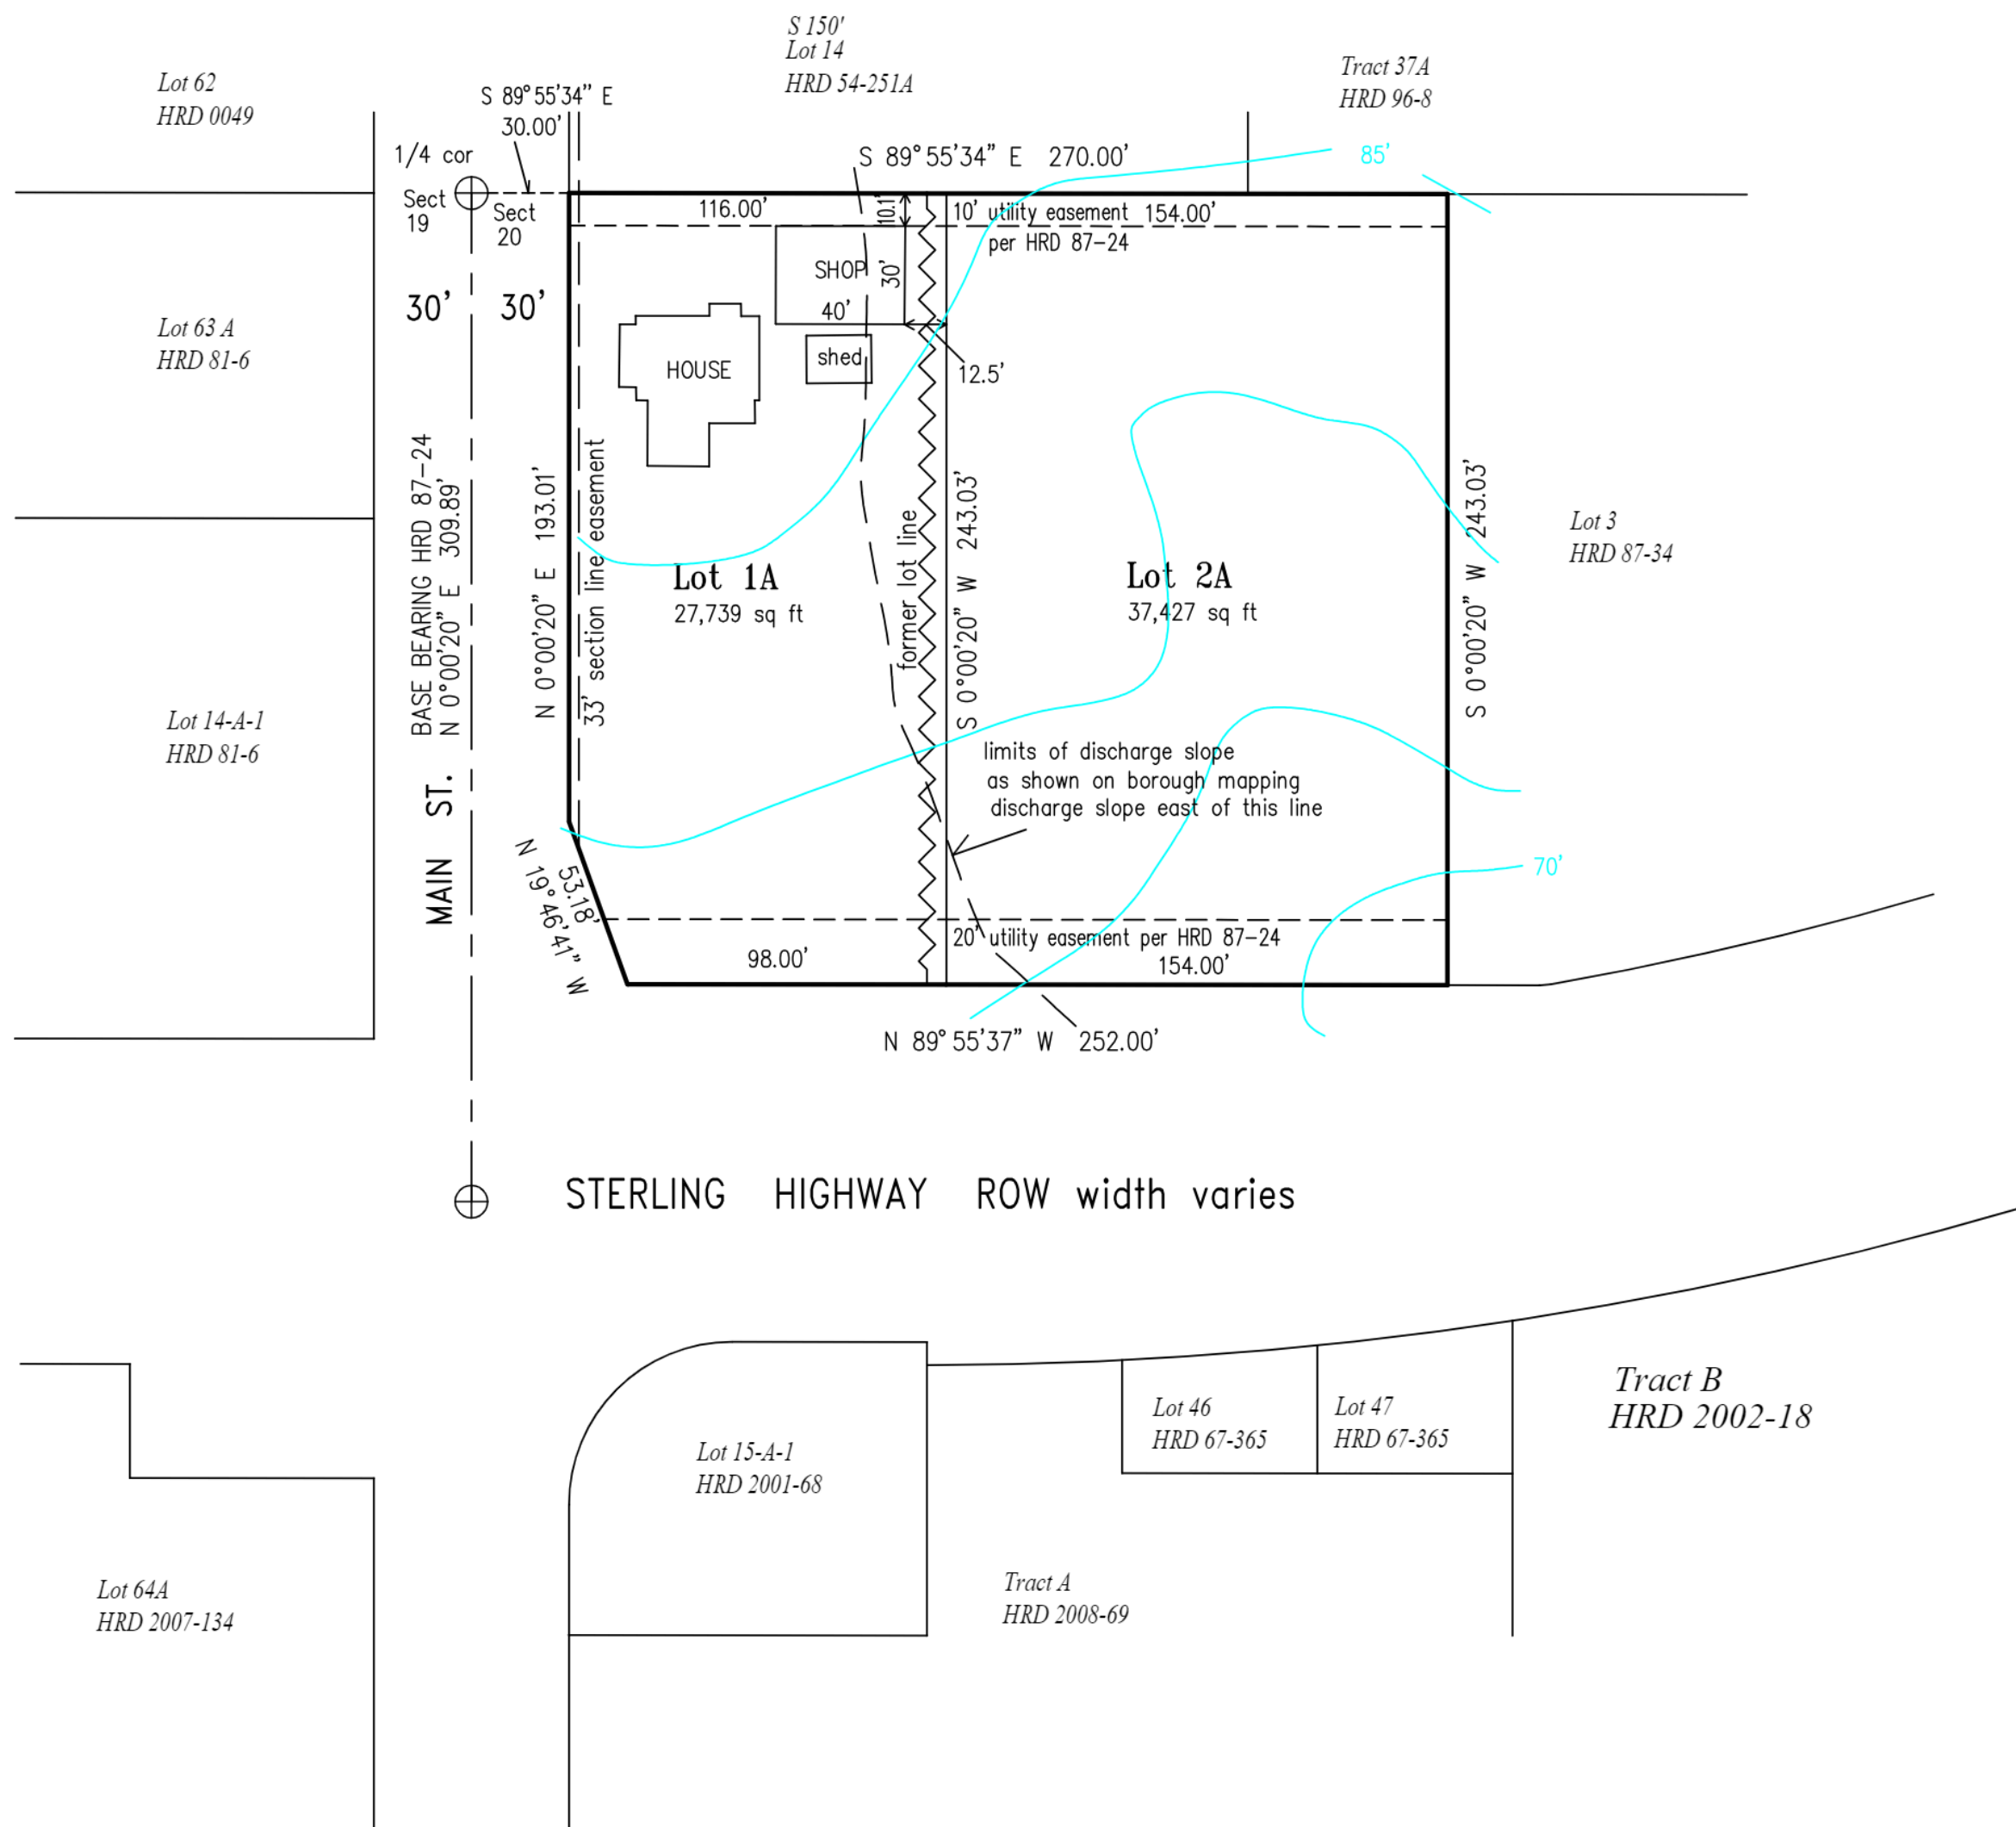 S 150'
Lot 14
HRD 54-251A
Lot 62
HRD 0049
Tract 37A
HRD 96-8
S 89°55'34" E
30.00'
1/4 cor
S 89°55'34" E 270.00'
85'
Sect
19
Sect
20
116.00'
10.1'
10' utility easement 154.00'
per HRD 87-24
30' 30'
SHOP
30'
40'
shed
HOUSE
12.5'
Lot 63 A
HRD 81-6
BASE BEARING HRD 87-24
N 0°00'20" E 309.89'
N 0°00'20" E 193.01'
33' section line easement
former lot line
S 0°00'20" W 243.03'
S 0°00'20" W 243.03'
Lot 3
HRD 87-34
Lot 1A
27,739 sq ft
Lot 2A
37,427 sq ft
Lot 14-A-1
HRD 81-6
MAIN ST.
limits of discharge slope
as shown on borough mapping
discharge slope east of this line
70'
53.18'
N 19°46'41" W
98.00'
20' utility easement per HRD 87-24
154.00'
N 89°55'37" W 252.00'
STERLING HIGHWAY ROW width varies
Tract B
HRD 2002-18
Lot 46
HRD 67-365
Lot 47
HRD 67-365
Lot 15-A-1
HRD 2001-68
Lot 64A
HRD 2007-134
Tract A
HRD 2008-69